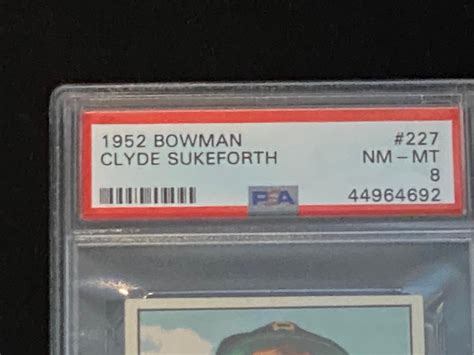 1952 BOWMAN #227
CLYDE SUKEFORTH NM – MT
8
PSA 44964692